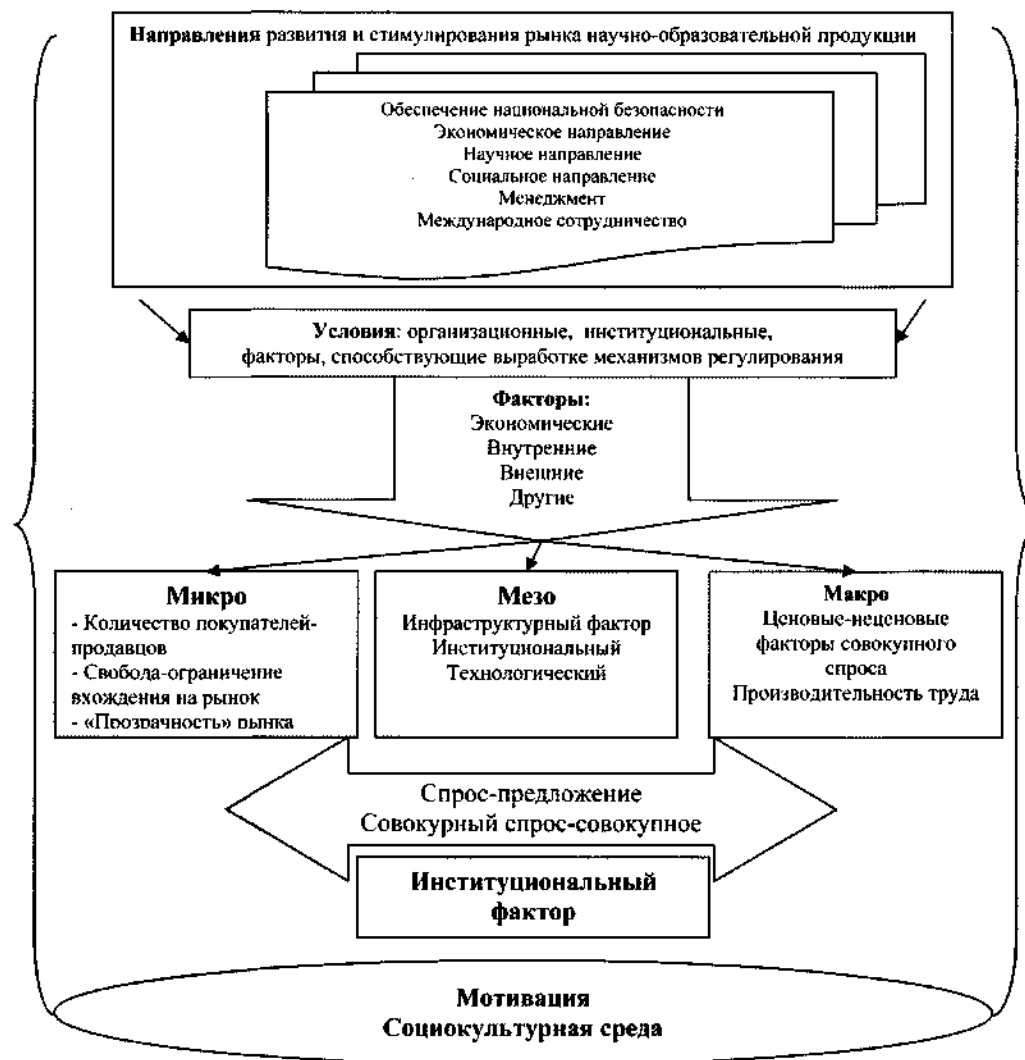 Направления развития и стимулирования рынка научно-образовательной продукции
Обеспечение национальной безопасности
Экономическое направление
Научное направление
Социальное направление
Менеджмент
Международное сотрудничество
Условия: организационные, институциональные,
факторы, способствующие выработке механизмов регулирования
Факторы:
Экономические
Внутренние
Внешние
Другие
Микро
- Количество покупателей-
продавцов
- Свобода-ограничение
вхождения на рынок
- «Прозрачность» рынка
Мезо
Инфраструктурный фактор
Институциональный
Технологический
Макро
Ценовые-неценовые
факторы совокупного
спроса
Производительность труда
Спрос-предложение
Совокурный спрос-совокупное
Институциональный
фактор
Мотивация
Социокультурная среда